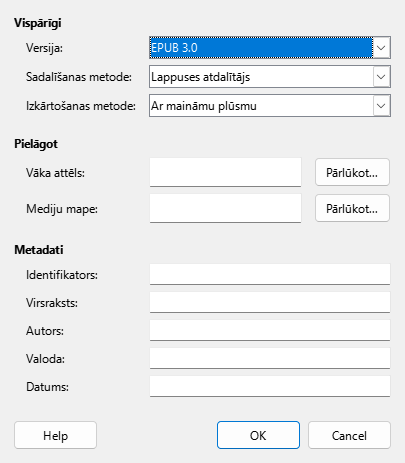 Vispārīgi
Versija: EPUB 3.0
Sadalīšanas metode: Lappuses atdalītājs
Izkārtošanas metode: Ar maināmu plūsmu
Pielāgot
Vāka attēls: Pārlūkot...
Mediju mape: Pārlūkot...
Metadati
Identifikators:
Virsraksts:
Autors:
Valoda:
Datums:
Help OK Cancel